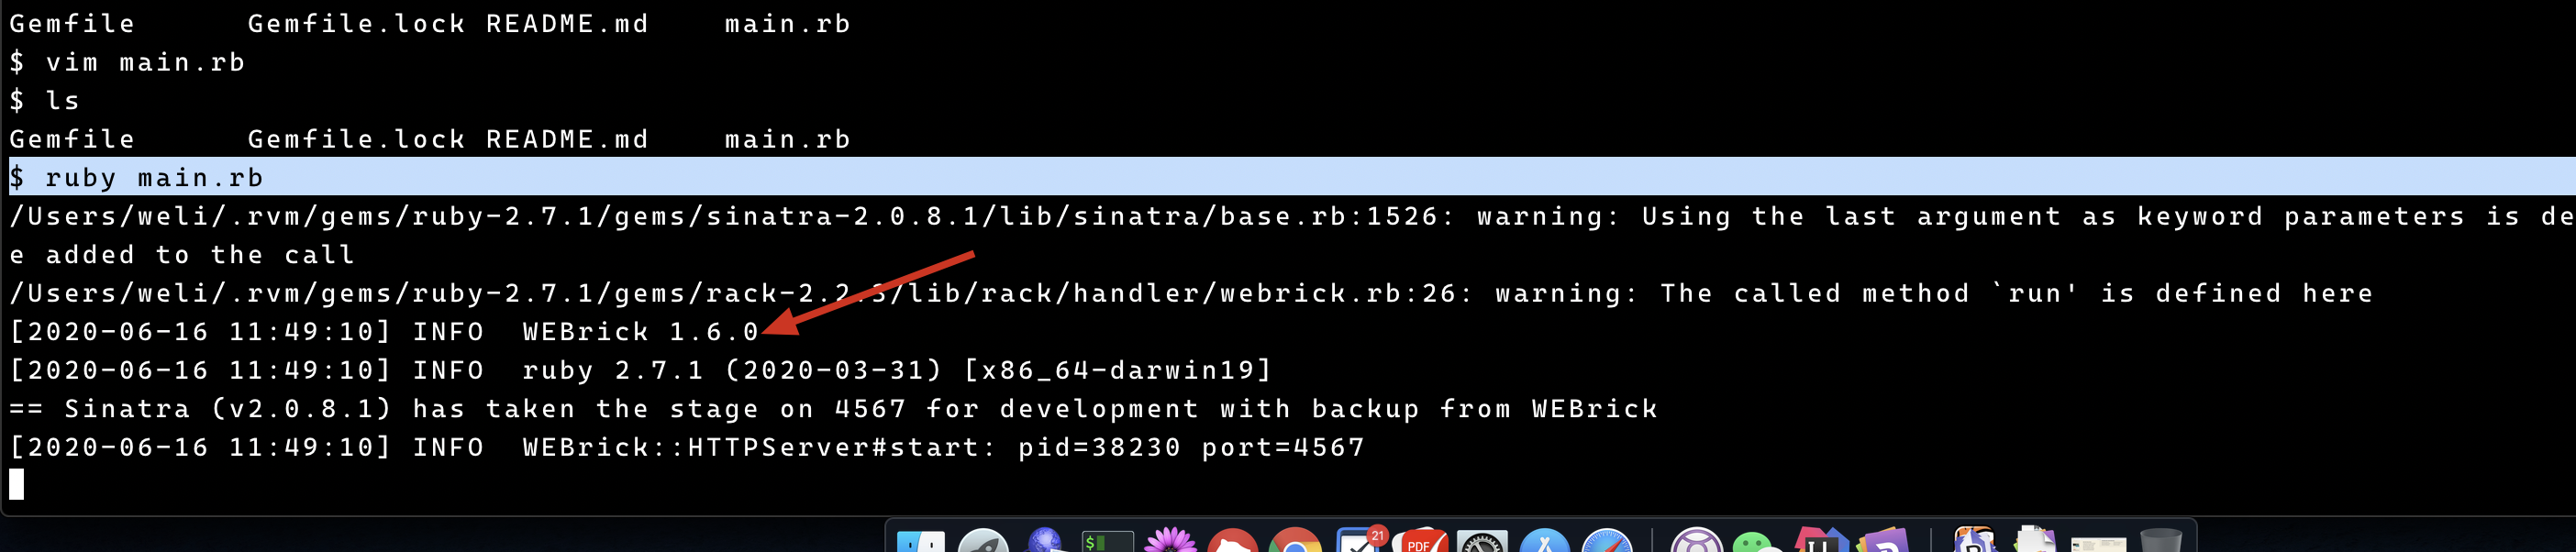 Gemfile Gemfile.lock README.md main.rb
$ vim main.rb
$ ls
Gemfile Gemfile.lock README.md main.rb
$ ruby main.rb
/Users/weli/.rvm/gems/ruby-2.7.1/gems/sinatra-2.0.8.1/lib/sinatra/base.rb:1526: warning: Using the last argument as keyword parameters is de
e added to the call
/Users/weli/.rvm/gems/ruby-2.7.1/gems/rack-2.2.3/lib/rack/handler/webrick.rb:26: warning: The called method `run' is defined here
[2020-06-16 11:49:10] INFO WEBrick 1.6.0
[2020-06-16 11:49:10] INFO ruby 2.7.1 (2020-03-31) [x86_64-darwin19]
== Sinatra (v2.0.8.1) has taken the stage on 4567 for development with backup from WEBrick
[2020-06-16 11:49:10] INFO WEBrick::HTTPServer#start: pid=38230 port=4567
$ 21 PDF